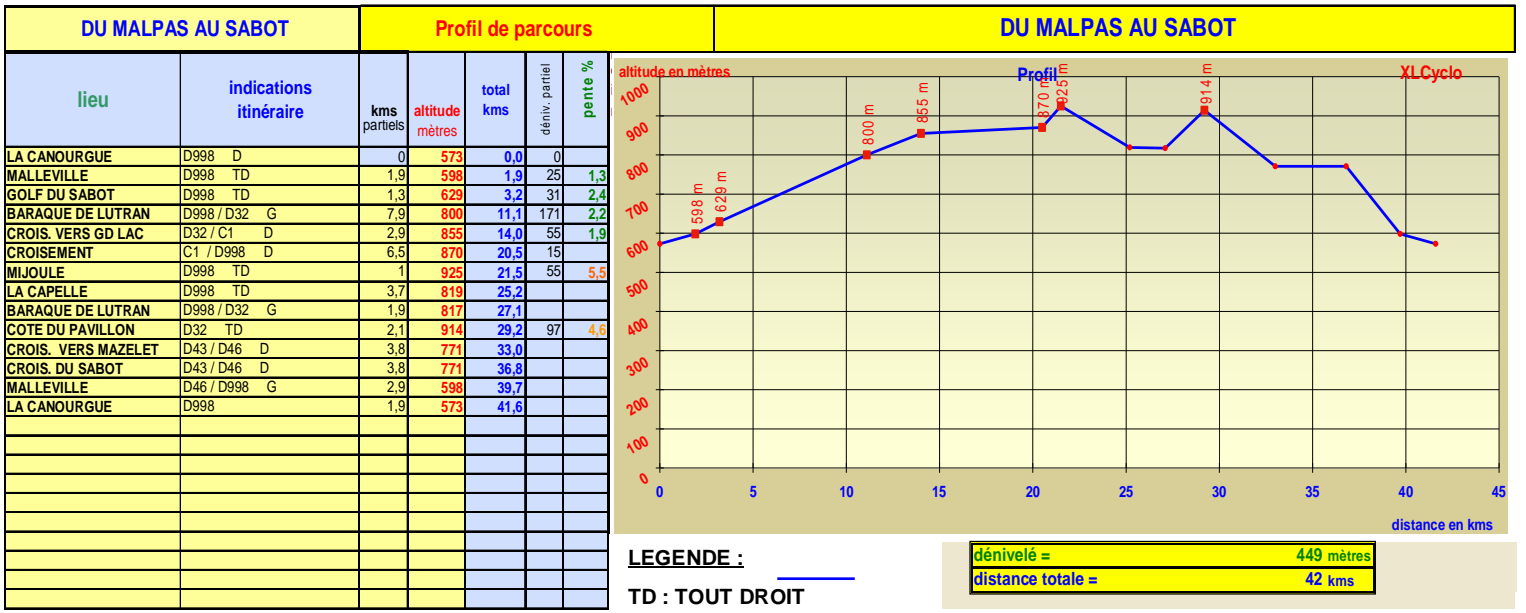 DU MALPAS AU SABOT Profil de parcours DU MALPAS AU SABOT
lieu indications itinéraire kms partiels altitude mètres total kms déniv. partiel pente %
LA CANOURGUE D998 D 0 573 0,0 0
MALLEVILLE D998 TD 1,9 598 1,9 25 1,3
GOLF DU SABOT D998 TD 1,3 629 3,2 31 2,4
BARAQUE DE LUTRAN D998 / D32 G 7,9 800 11,1 171 2,2
CROIS. VERS GD LAC D32 / C1 D 2,9 855 14,0 55 1,9
CROISEMENT C1 / D998 D 6,5 870 20,5 15
MIJOULE D998 TD 1 925 21,5 55 5,5
LA CAPELLE D998 TD 3,7 819 25,2
BARAQUE DE LUTRAN D998 / D32 G 1,9 817 27,1
COTE DU PAVILLON D32 TD 2,1 914 29,2 97 4,6
CROIS. VERS MAZELET D43 / D46 D 3,8 771 33,0
CROIS. DU SABOT D43 / D46 D 3,8 771 36,8
MALLEVILLE D46 / D998 G 2,9 598 39,7
LA CANOURGUE D998 1,9 573 41,6
altitude en mètres Profil XLCyclo
1000
900
800
700
600
500
400
300
200
100
0
598 m 629 m 800 m 855 m 870 m 925 m 914 m
0 5 10 15 20 25 30 35 40 45
distance en kms
LEGENDE :
TD : TOUT DROIT
dénivelé = 449 mètres
distance totale = 42 kms